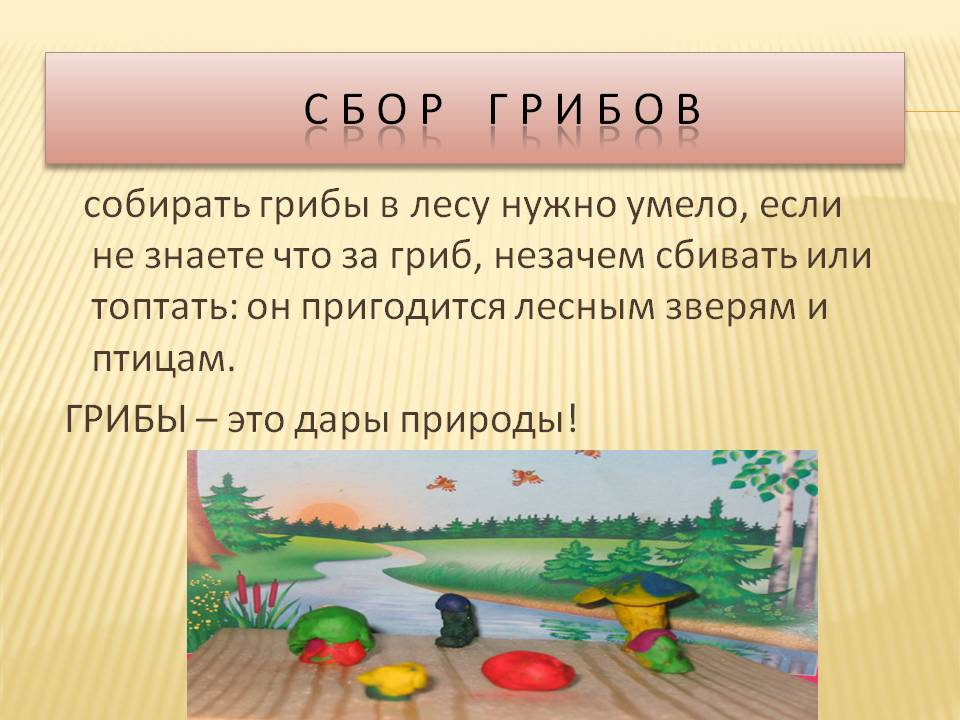 СБОР ГРИБОВ
собирать грибы в лесу нужно умело, если
не знаете что за гриб, незачем сбивать или
топтать: он пригодится лесным зверям и
птицам.
ГРИБЫ – это дары природы!